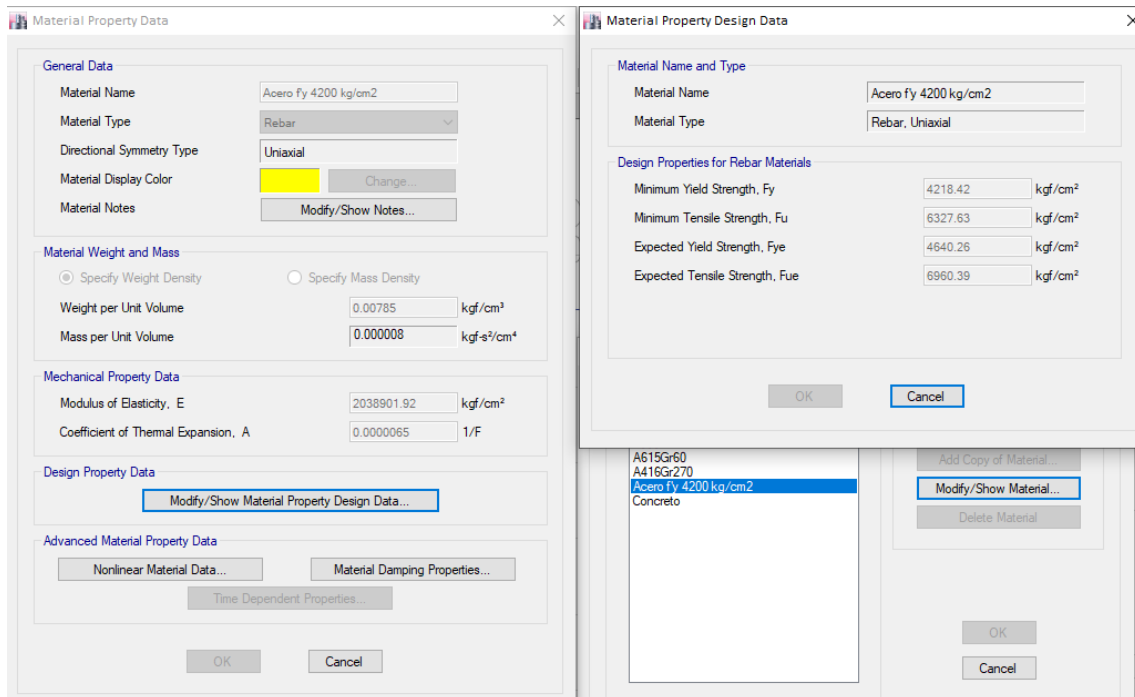 Material Property Data
General Data
Material Name Acero f'y 4200 kg/cm2
Material Type Rebar
Directional Symmetry Type Uniaxial
Material Display Color Change...
Material Notes Modify/Show Notes...
Material Weight and Mass
Specify Weight Density Specify Mass Density
Weight per Unit Volume 0.00785 kgf/cm³
Mass per Unit Volume 0.000008 kgf-s²/cm⁴
Mechanical Property Data
Modulus of Elasticity, E 2038901.92 kgf/cm²
Coefficient of Thermal Expansion, A 0.0000065 1/F
Design Property Data
Modify/Show Material Property Design Data...
Advanced Material Property Data
Nonlinear Material Data... Material Damping Properties...
Time Dependent Properties...
OK Cancel
Material Property Design Data
Material Name and Type
Material Name Acero f'y 4200 kg/cm2
Material Type Rebar, Uniaxial
Design Properties for Rebar Materials
Minimum Yield Strength, Fy 4218.42 kgf/cm²
Minimum Tensile Strength, Fu 6327.63 kgf/cm²
Expected Yield Strength, Fye 4640.26 kgf/cm²
Expected Tensile Strength, Fue 6960.39 kgf/cm²
OK Cancel
A615Gr60
A416Gr270
Acero f'y 4200 kg/cm2
Concreto
Add Copy of Material...
Modify/Show Material...
Delete Material
OK
Cancel